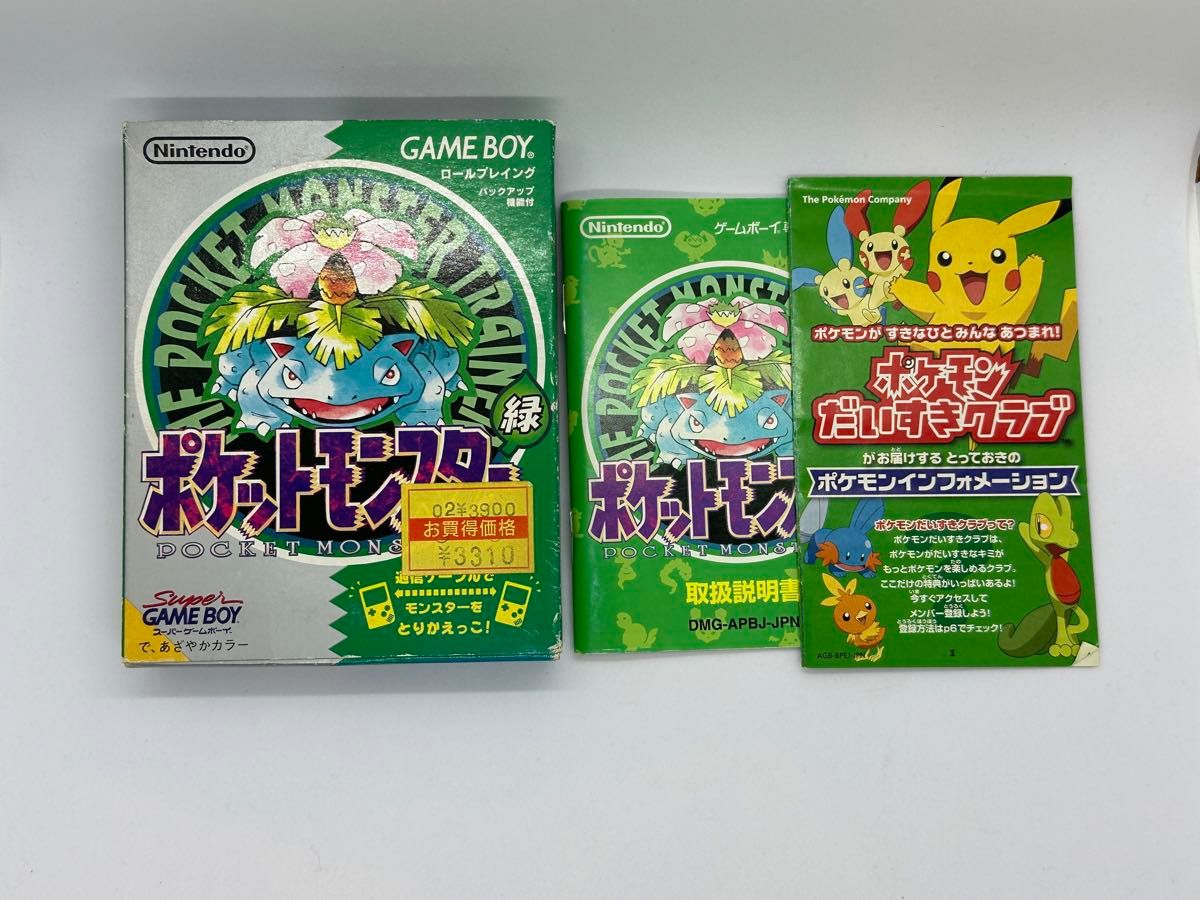 Nintendo
GAME BOY®
ロールプレイング
バックアップ
機能付
THE POCKET MONSTER TRAINER
緑
ポケットモンスター
POCKET MONS
02¥3900
お買得価格
¥3310
通信ケーブルで
モンスターを
とりかえっこ!
Super
GAME BOY
スーパーゲームボーイ
で、あざやかカラー
Nintendo
ゲームボーイ専
POCKET MONSTER
ポケットモンス
POCKET MONS
取扱説明書
DMG-APBJ-JPN
The Pokémon Company
ポケモンが すきなひと みんな あつまれ!
ポケモン
だいすきクラブ™
がお届けする とっておきの
ポケモンインフォメーション
ポケモンだいすきクラブって?
ポケモンだいすきクラブは、
ポケモンがだいすきなキミが
もっとポケモンを楽しめるクラブ。
ここだけの特典がいっぱいあるよ!
今すぐアクセスして
メンバー登録しよう!
登録方法はp6でチェック!
AGB-BPEJ-JPN
1